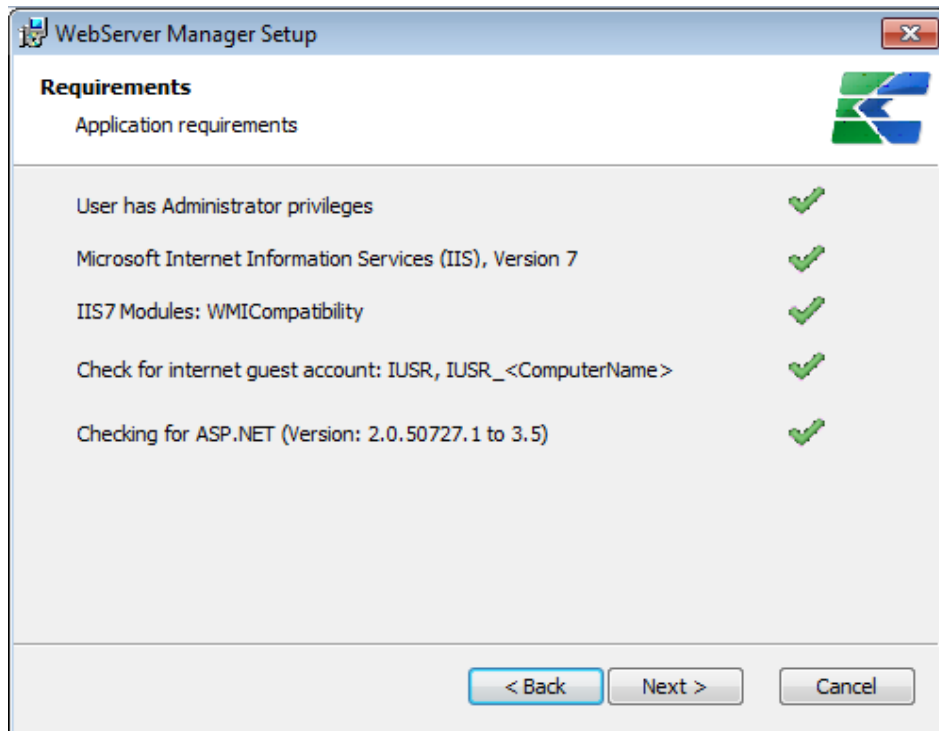 WebServer Manager Setup
Requirements
Application requirements
User has Administrator privileges
Microsoft Internet Information Services (IIS), Version 7
IIS7 Modules: WMICompatibility
Check for internet guest account: IUSR, IUSR_<ComputerName>
Checking for ASP.NET (Version: 2.0.50727.1 to 3.5)
< Back Next > Cancel